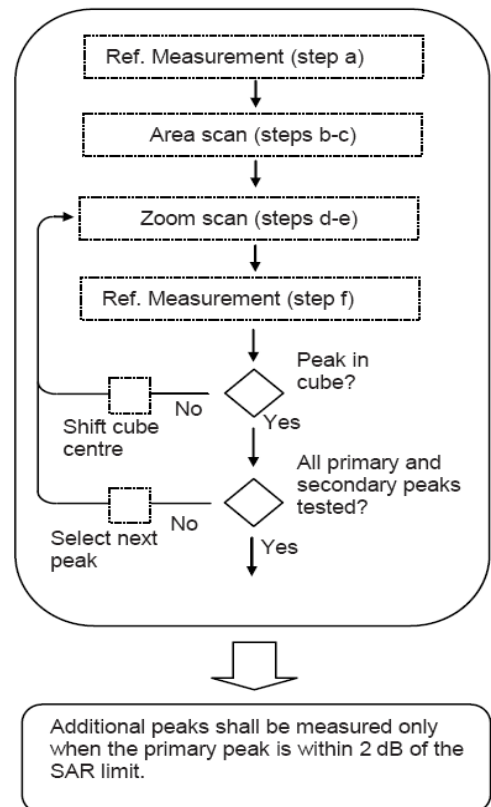 Ref. Measurement (step a)
Area scan (steps b-c)
Zoom scan (steps d-e)
Ref. Measurement (step f)
Peak in
cube?
No
Yes
Shift cube
centre
All primary and
secondary peaks
tested?
No
Yes
Select next
peak
Additional peaks shall be measured only
when the primary peak is within 2 dB of the
SAR limit.